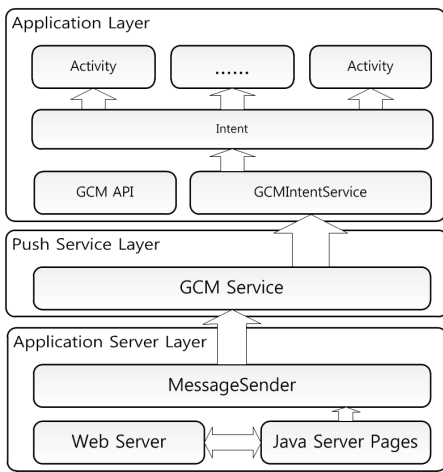 Application Layer
Activity
......
Activity
Intent
GCM API
GCMIntentService
Push Service Layer
GCM Service
Application Server Layer
MessageSender
Web Server
Java Server Pages